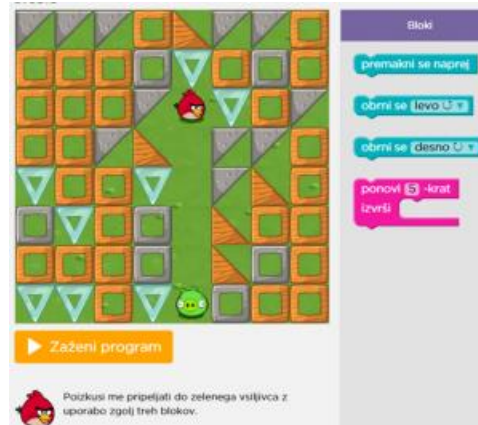 Bloki
premakni se naprej
obrni se levo ↺ ▼
obrni se desno ↻ ▼
ponovi 5 -krat
izvrši
Zaženi program
Poizkusi me pripeljati do zelenega vsiljivca z
uporabo zgolj treh blokov.